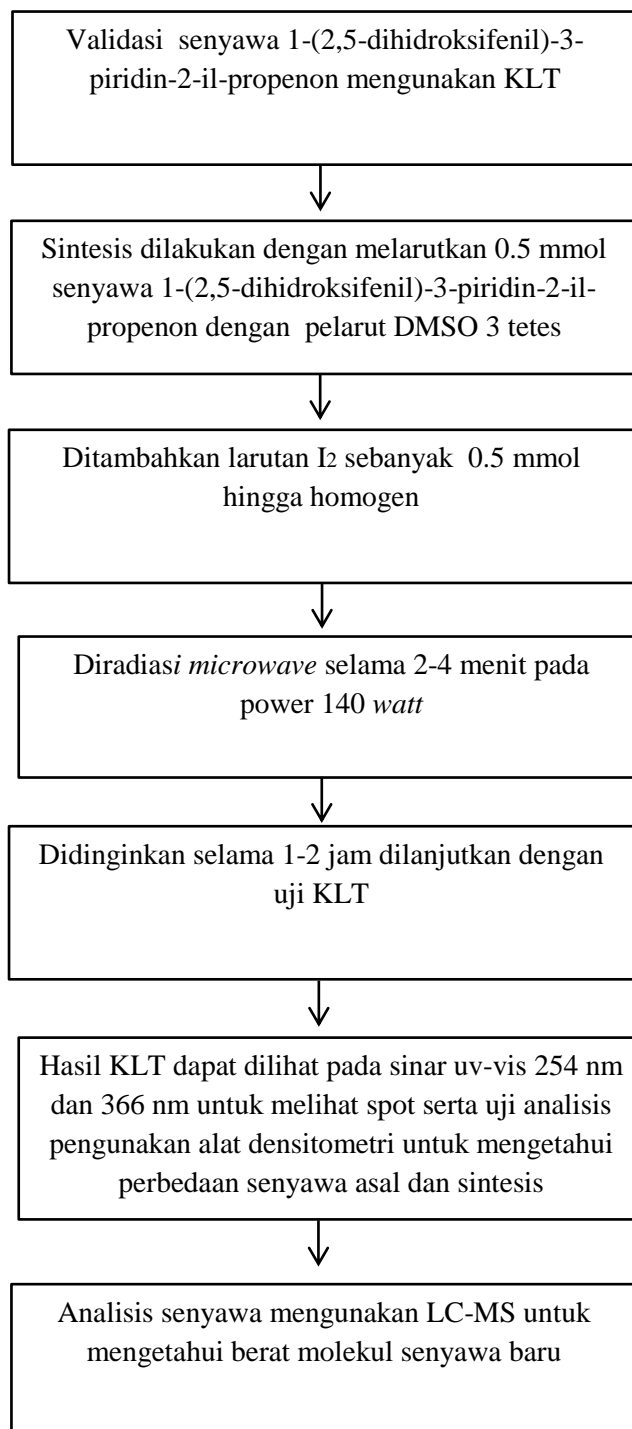 Validasi senyawa 1-(2,5-dihidroksifenil)-3-
piridin-2-il-propenon mengunakan KLT
Sintesis dilakukan dengan melarutkan 0.5 mmol
senyawa 1-(2,5-dihidroksifenil)-3-piridin-2-il-
propenon dengan pelarut DMSO 3 tetes
Ditambahkan larutan I2 sebanyak 0.5 mmol
hingga homogen
Diradiasi microwave selama 2-4 menit pada
power 140 watt
Didinginkan selama 1-2 jam dilanjutkan dengan
uji KLT
Hasil KLT dapat dilihat pada sinar uv-vis 254 nm
dan 366 nm untuk melihat spot serta uji analisis
pengunakan alat densitometri untuk mengetahui
perbedaan senyawa asal dan sintesis
Analisis senyawa mengunakan LC-MS untuk
mengetahui berat molekul senyawa baru